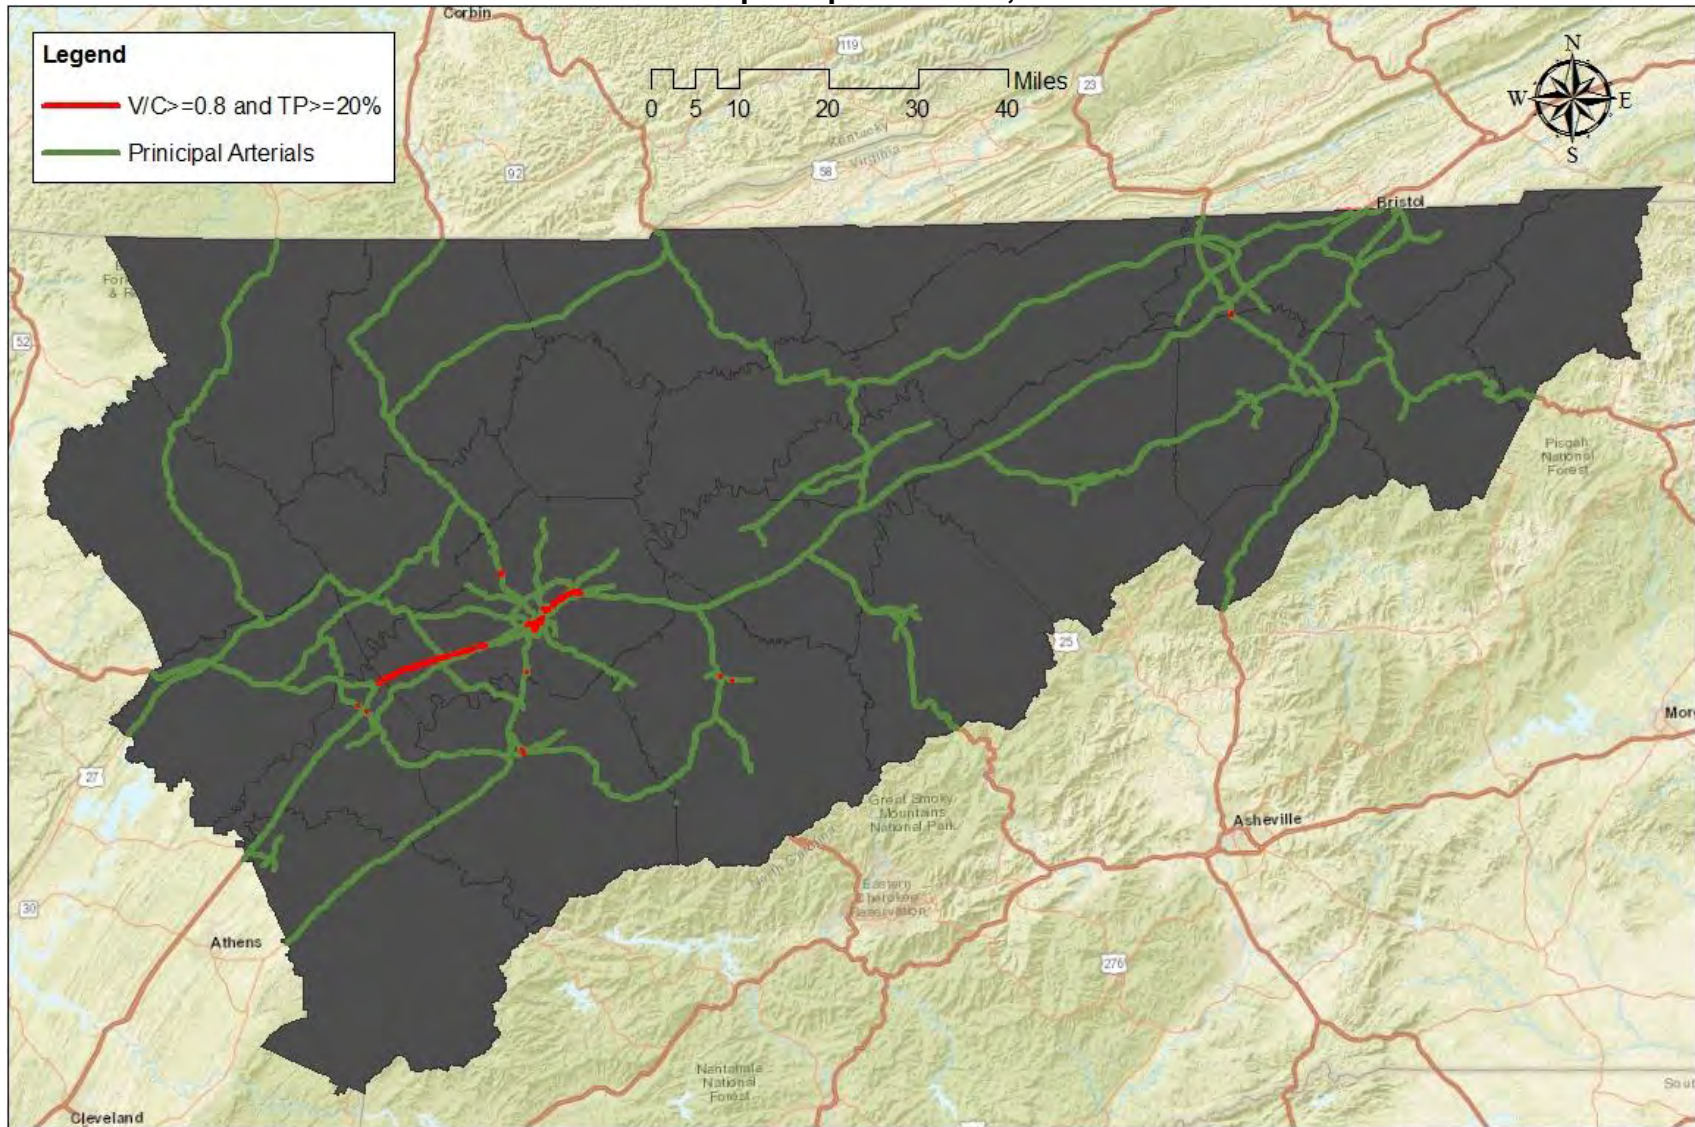 Corbin
Legend
V/C>=0.8 and TP>=20%
Prinicipal Arterials
119
Miles
0 5 10 20 30 40
23
N
W E
S
Kentucky
Virginia
92
58
Bristol
52
Pisgah
National
Forest
25
27
Great Smoky
Mountains
National Park
Asheville
Eastern
Cherokee
Reservation
30
Athens
276
Nantahala
National
Forest
Cleveland